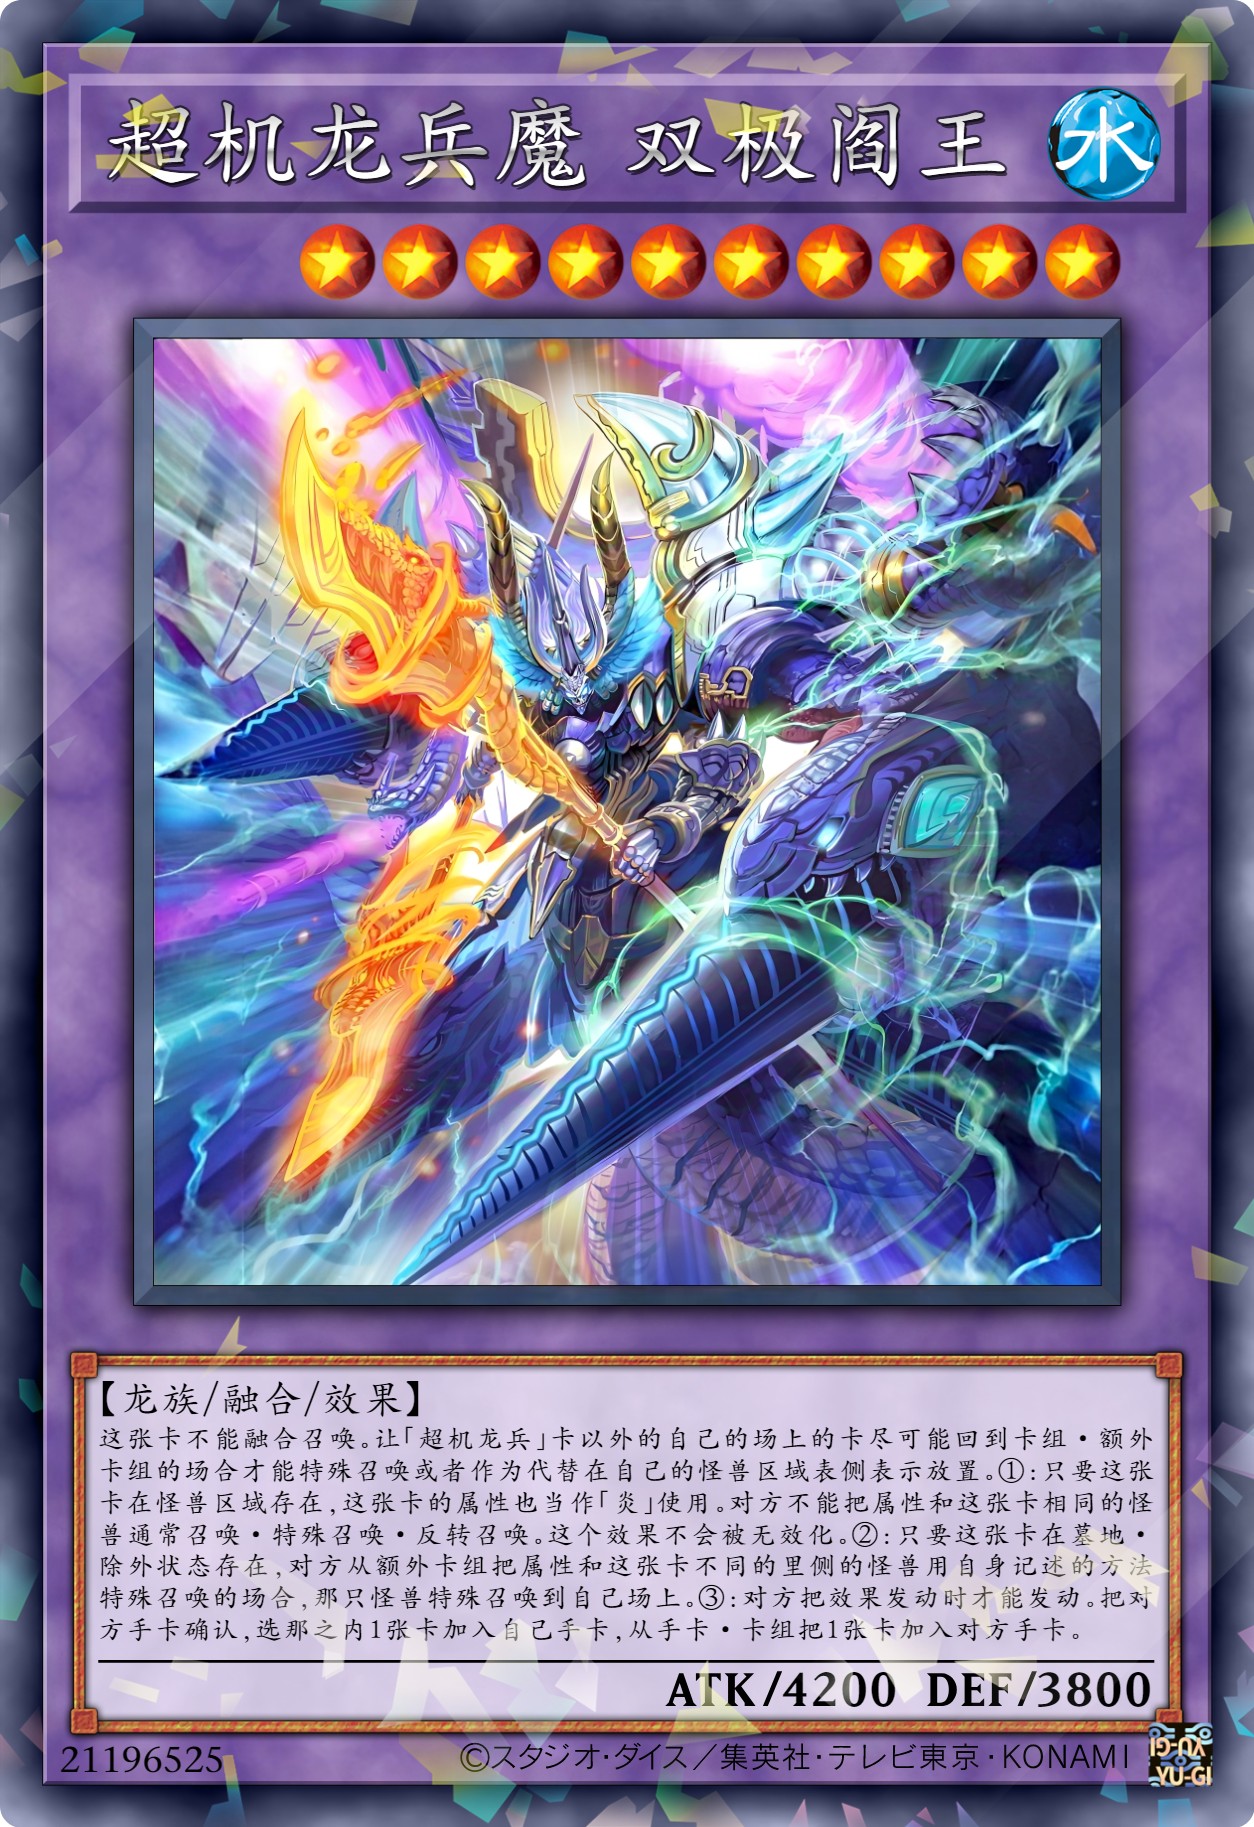 超机龙兵魔 双极阎王
水
【龙族/融合/效果】
这张卡不能融合召唤。让「超机龙兵」卡以外的自己的场上的卡尽可能回到卡组・额外
卡组的场合才能特殊召唤或者作为代替在自己的怪兽区域表侧表示放置。①:只要这张
卡在怪兽区域存在,这张卡的属性也当作「炎」使用。对方不能把属性和这张卡相同的怪
兽通常召唤・特殊召唤・反转召唤。这个效果不会被无效化。②:只要这张卡在墓地・
除外状态存在,对方从额外卡组把属性和这张卡不同的里侧的怪兽用自身记述的方法
特殊召唤的场合,那只怪兽特殊召唤到自己场上。③:对方把效果发动时才能发动。把对
方手卡确认,选那之内1张卡加入自己手卡,从手卡・卡组把1张卡加入对方手卡。
ATK/4200 DEF/3800
21196525 ©スタジオ・ダイス／集英社・テレビ東京・KONAMI
YU-GI
YU-GI